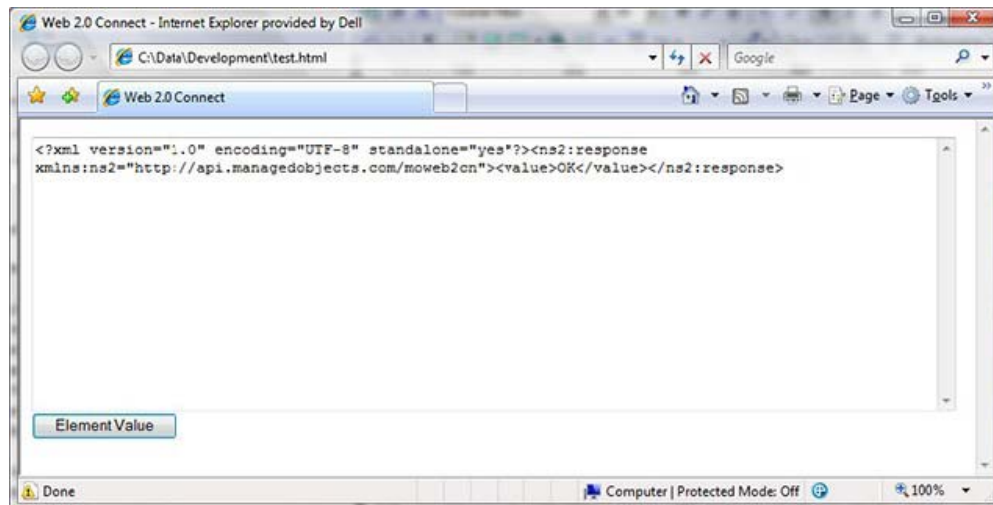 Web 2.0 Connect - Internet Explorer provided by Dell
C:\Data\Development\test.html
Google
Web 2.0 Connect
Page
Tools
<?xml version="1.0" encoding="UTF-8" standalone="yes"?><ns2:response
xmlns:ns2="http://api.managedobjects.com/moweb2cn"><value>OK</value></ns2:response>
Element Value
Done
Computer | Protected Mode: Off
100%